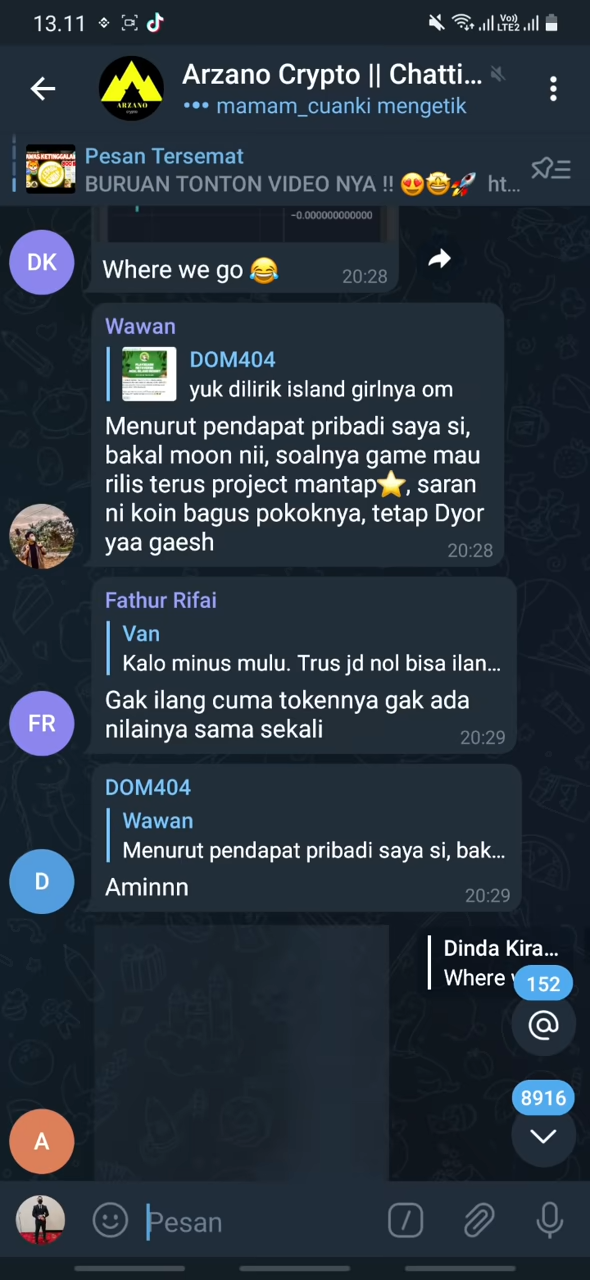 13.11
Vo))
LTE2
Arzano Crypto || Chatti...
mamam_cuanki mengetik
ARZANO
crypto
Pesan Tersemat
BURUAN TONTON VIDEO NYA !! 😍🤩🚀 ht...
−0.000000000000
DK
Where we go 😂
20:28
Wawan
DOM404
yuk dilirik island girlnya om
Menurut pendapat pribadi saya si,
bakal moon nii, soalnya game mau
rilis terus project mantap⭐, saran
ni koin bagus pokoknya, tetap Dyor
yaa gaesh
20:28
Fathur Rifai
Van
Kalo minus mulu. Trus jd nol bisa ilan...
Gak ilang cuma tokennya gak ada
nilainya sama sekali
FR
20:29
DOM404
Wawan
Menurut pendapat pribadi saya si, bak...
D
Aminnn
20:29
Dinda Kira...
Where
152
@
8916
A
Pesan